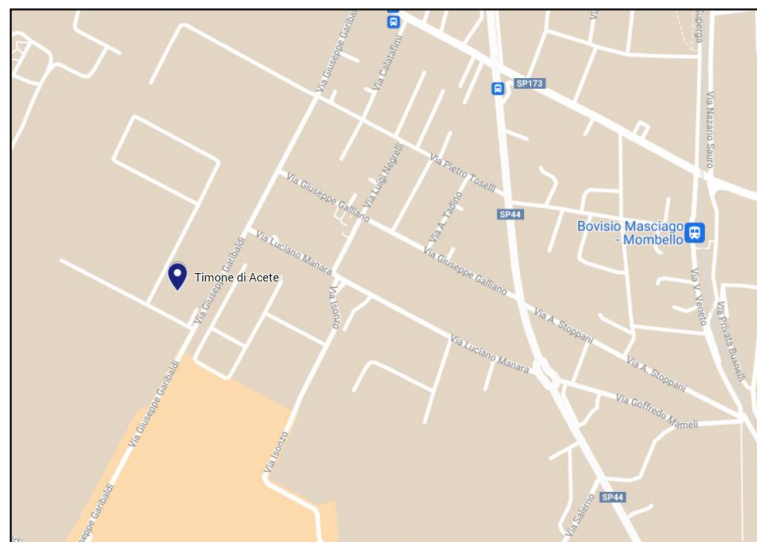 Via Giuseppe Garibaldi
Via Calatafimi
SP173
Superga
Via Nazario Sauro
Via Luigi Negrelli
Via Pietro Toselli
Via Giuseppe Galliano
Via A. Tadino
SP44
Bovisio Masciago
- Mombello
Via Luciano Manara
Via Giuseppe Garibaldi
Timone di Acete
Via Giuseppe Galliano
Via Isonzo
Via A. Stoppani
Via V. Veneto
Via Privata Busnelli
Via Luciano Manara
Via A. Stoppani
Via Giuseppe Garibaldi
Via Goffredo Mameli
Via Isonzo
SP44
Via Salerno
Via Giuseppe Garibaldi